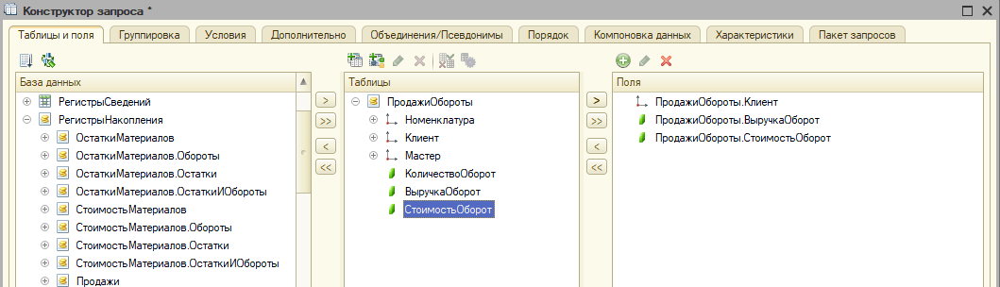 Конструктор запроса *
Таблицы и поля Группировка Условия Дополнительно Объединения/Псевдонимы Порядок Компоновка данных Характеристики Пакет запросов
База данных
РегистрыСведений
РегистрыНакопления
ОстаткиМатериалов
ОстаткиМатериалов.Обороты
ОстаткиМатериалов.Остатки
ОстаткиМатериалов.ОстаткиИОбороты
СтоимостьМатериалов
СтоимостьМатериалов.Обороты
СтоимостьМатериалов.Остатки
СтоимостьМатериалов.ОстаткиИОбороты
Продажи
>
>>
<
<<
Таблицы
ПродажиОбороты
Номенклатура
Клиент
Мастер
КоличествоОборот
ВыручкаОборот
СтоимостьОборот
>
>>
<
<<
Поля
ПродажиОбороты.Клиент
ПродажиОбороты.ВыручкаОборот
ПродажиОбороты.СтоимостьОборот